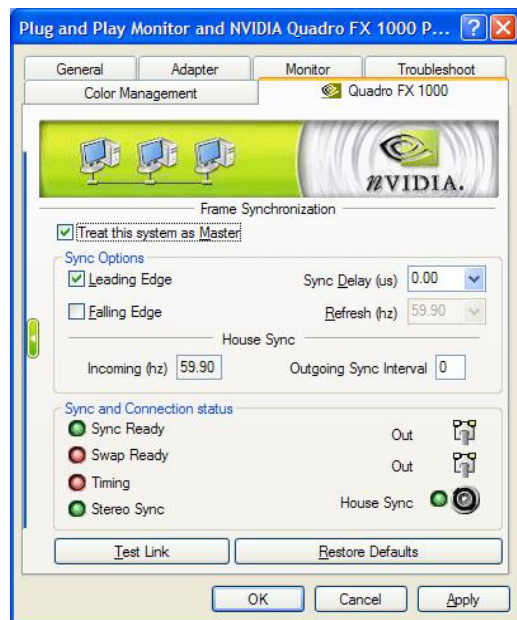 Plug and Play Monitor and NVIDIA Quadro FX 1000 P...
General Adapter Monitor Troubleshoot
Color Management Quadro FX 1000
nVIDIA.
Frame Synchronization
Treat this system as Master
Sync Options
Leading Edge Sync Delay (us) 0.00
Falling Edge Refresh (hz) 59.90
House Sync
Incoming (hz) 59.90 Outgoing Sync Interval 0
Sync and Connection status
Sync Ready Out
Swap Ready Out
Timing
Stereo Sync House Sync
Test Link Restore Defaults
OK Cancel Apply